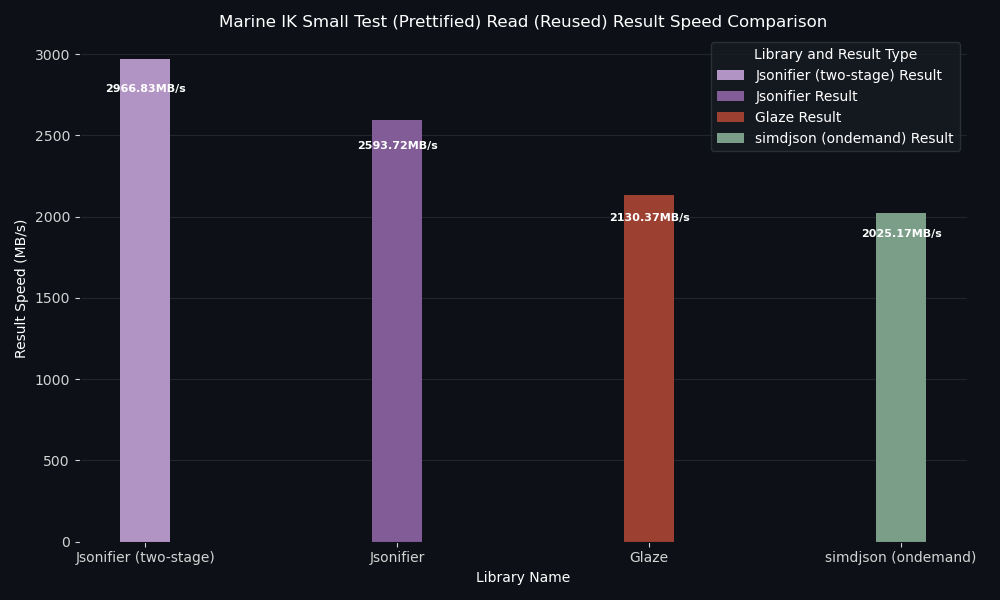 Marine IK Small Test (Prettified) Read (Reused) Result Speed Comparison
Library and Result Type
Jsonifier (two-stage) Result
Jsonifier Result
Glaze Result
simdjson (ondemand) Result
Result Speed (MB/s)
3000
2500
2000
1500
1000
500
0
2966.83MB/s
2593.72MB/s
2130.37MB/s
2025.17MB/s
Jsonifier (two-stage)
Jsonifier
Glaze
simdjson (ondemand)
Library Name